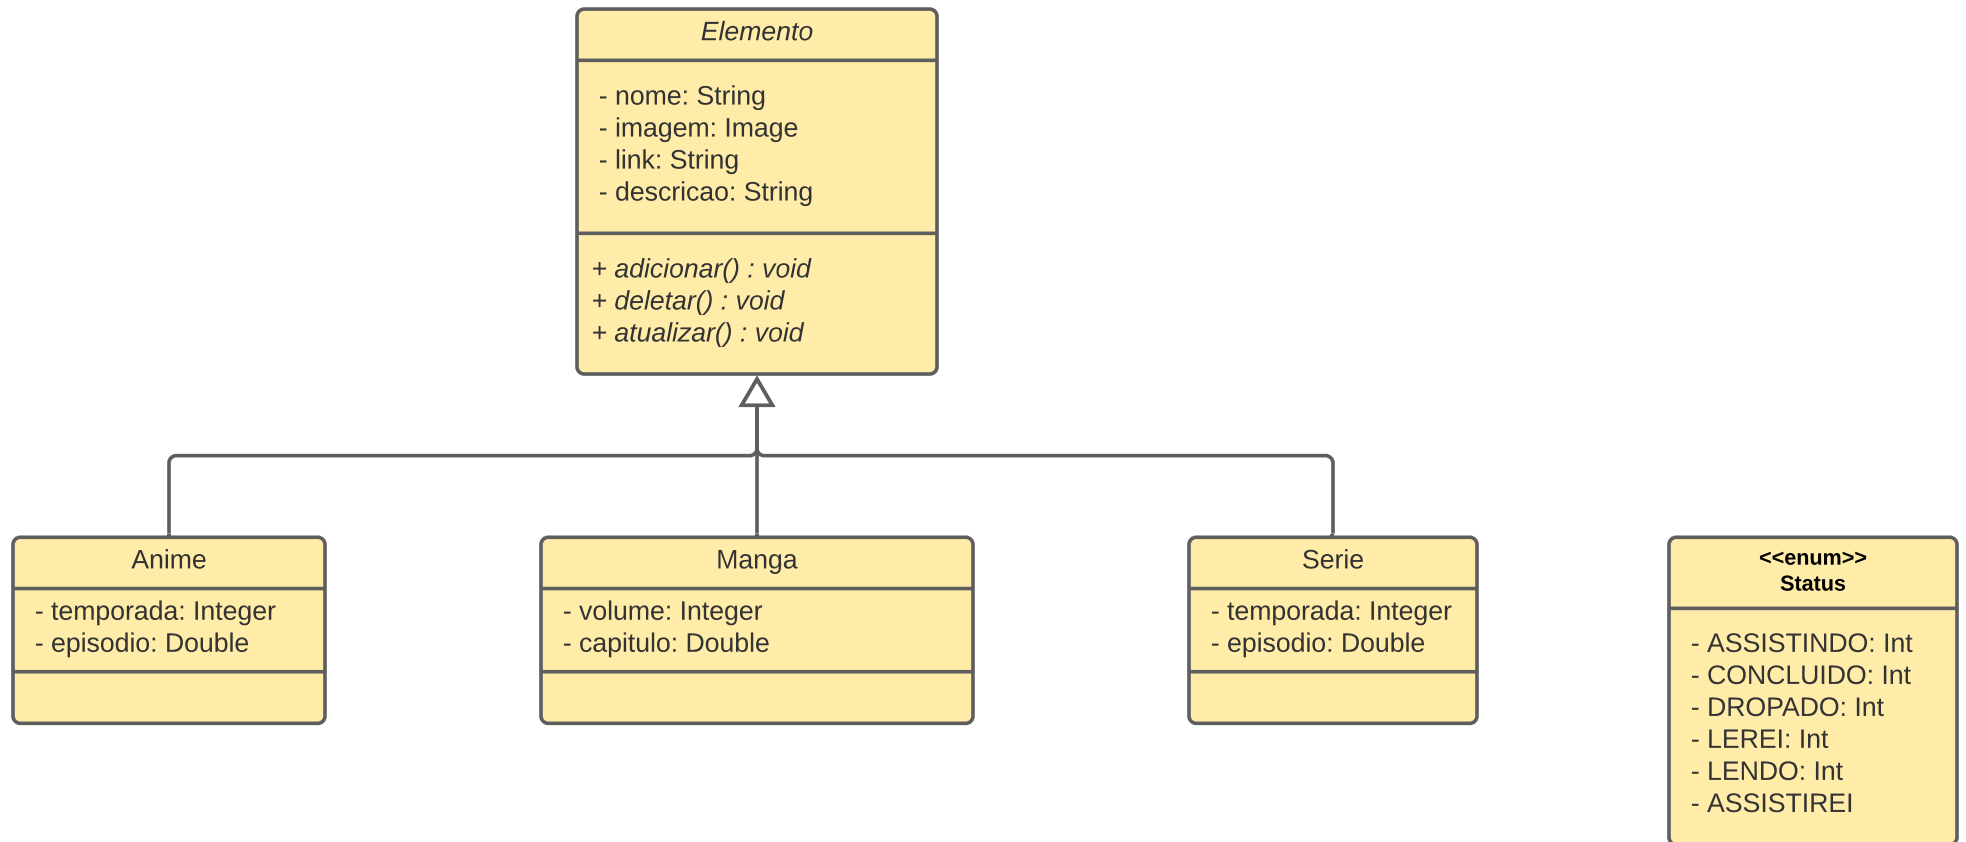 Elemento
- nome: String
- imagem: Image
- link: String
- descricao: String
+ adicionar() : void
+ deletar() : void
+ atualizar() : void
Anime
- temporada: Integer
- episodio: Double
Manga
- volume: Integer
- capitulo: Double
Serie
- temporada: Integer
- episodio: Double
<<enum>>
Status
- ASSISTINDO: Int
- CONCLUIDO: Int
- DROPADO: Int
- LEREI: Int
- LENDO: Int
- ASSISTIREI